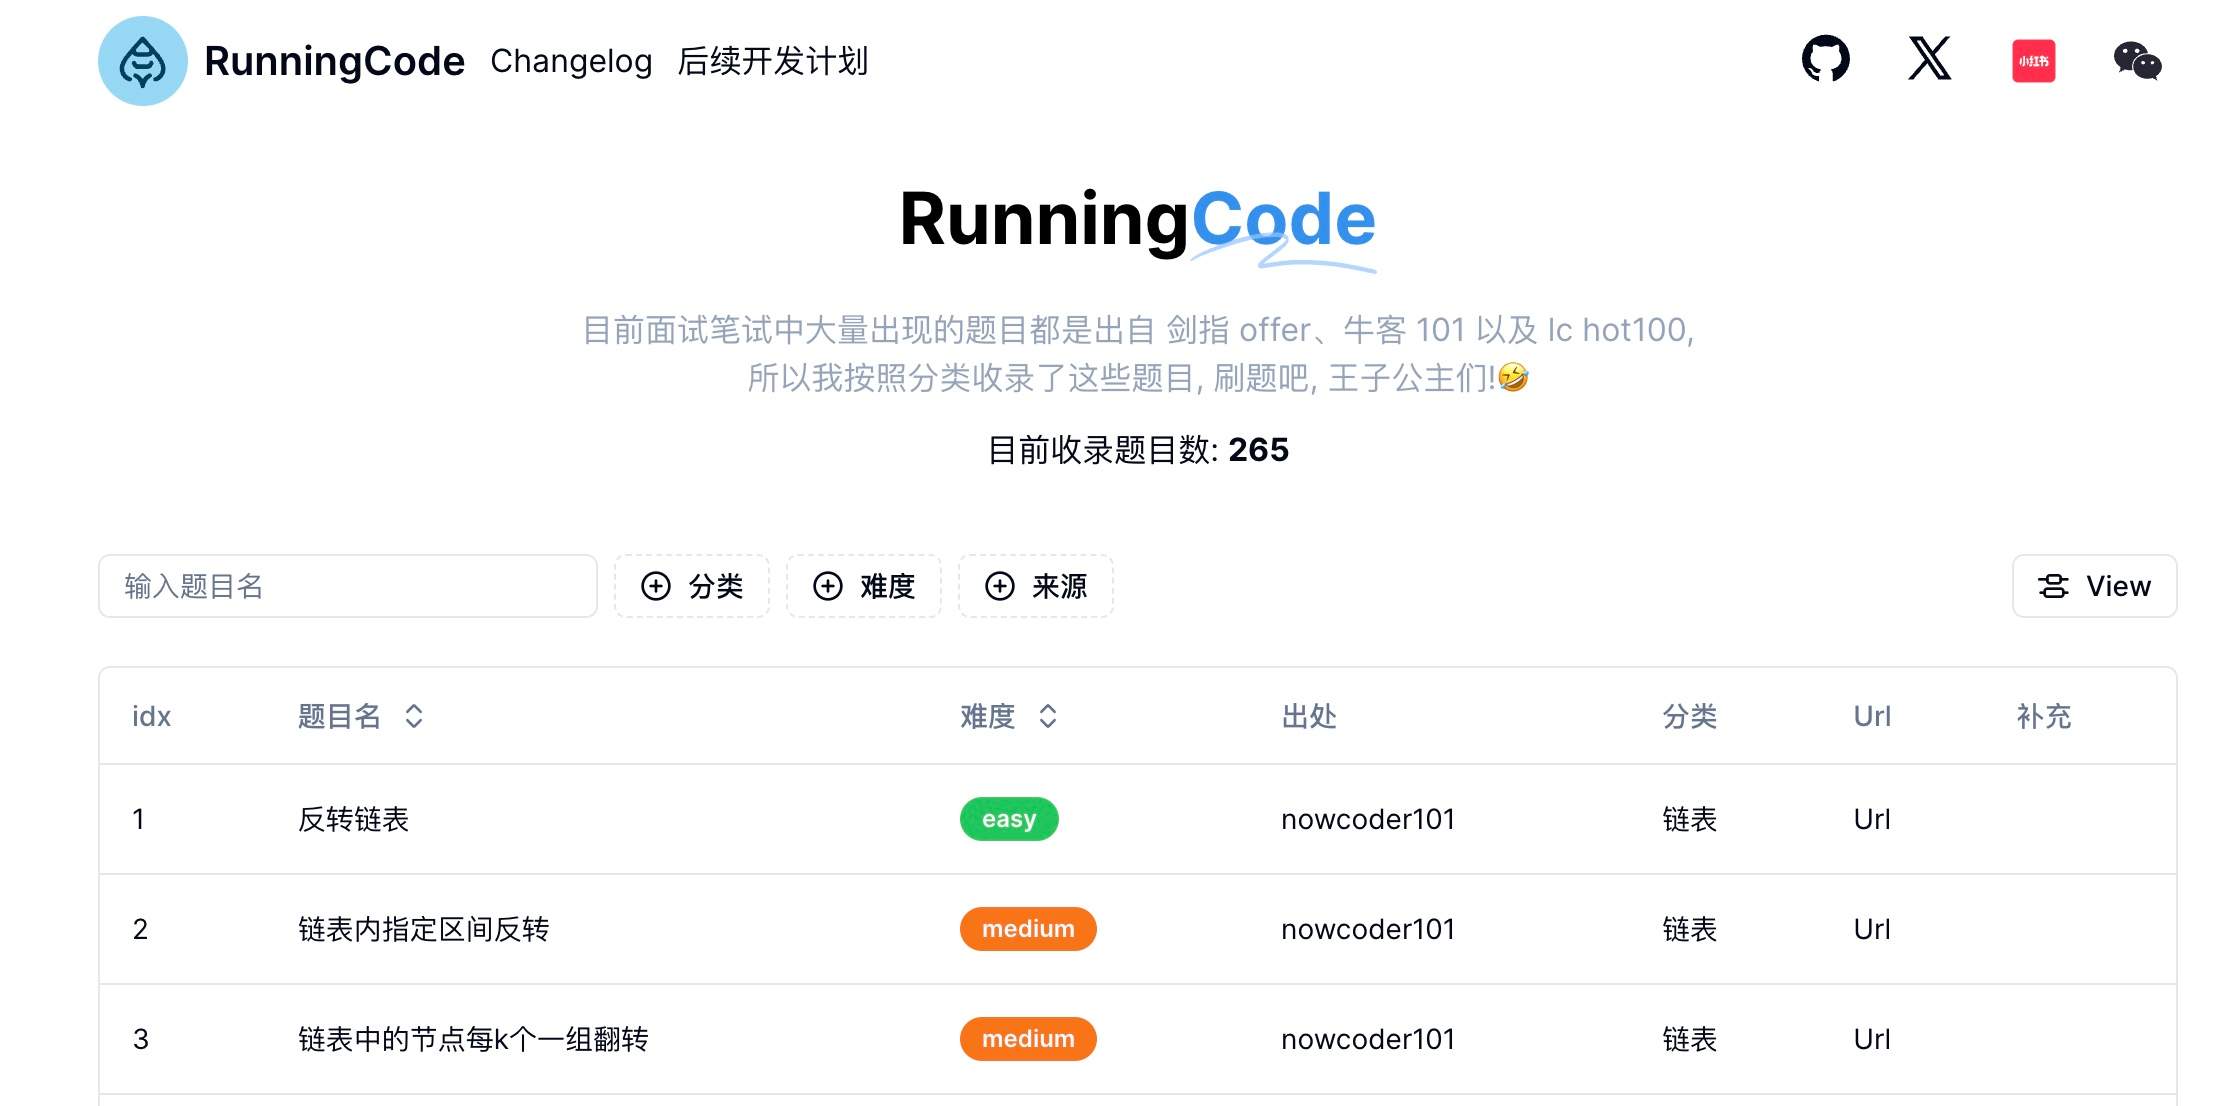 RunningCode Changelog 后续开发计划 小红书
RunningCode
目前面试笔试中大量出现的题目都是出自 剑指 offer、牛客 101 以及 lc hot100,
所以我按照分类收录了这些题目, 刷题吧, 王子公主们!🤣
目前收录题目数: 265
输入题目名 分类 难度 来源 View
idx 题目名 难度 出处 分类 Url 补充
1 反转链表 easy nowcoder101 链表 Url
2 链表内指定区间反转 medium nowcoder101 链表 Url
3 链表中的节点每k个一组翻转 medium nowcoder101 链表 Url